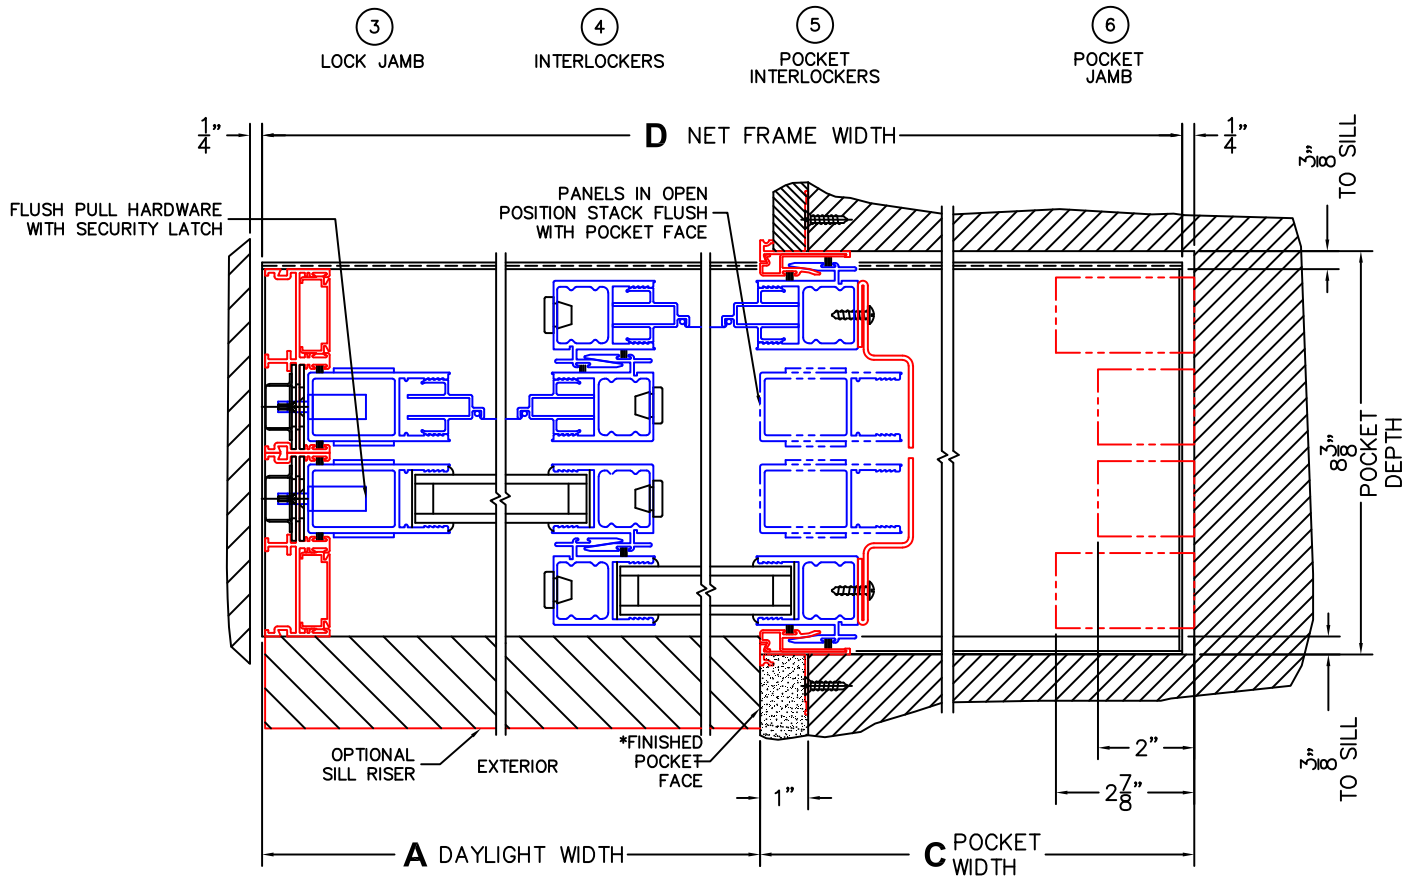 3
LOCK JAMB
4
INTERLOCKERS
5
POCKET
INTERLOCKERS
6
POCKET
JAMB
1/4"
D NET FRAME WIDTH
1/4"
3/8"
TO SILL
FLUSH PULL HARDWARE
WITH SECURITY LATCH
PANELS IN OPEN
POSITION STACK FLUSH
WITH POCKET FACE
8 3/8"
POCKET
DEPTH
OPTIONAL
SILL RISER
EXTERIOR
*FINISHED
POCKET
FACE
1"
2"
2 7/8"
3/8"
TO SILL
A DAYLIGHT WIDTH
C POCKET
WIDTH